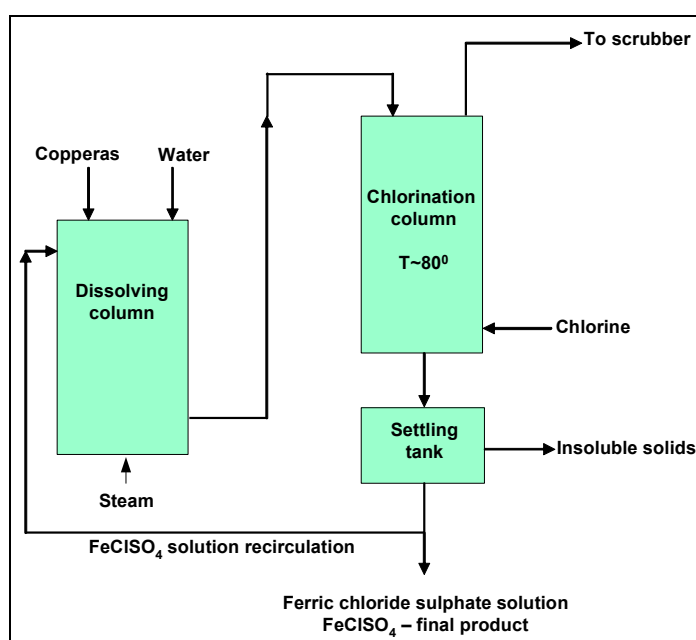 To scrubber
Copperas
Water
Chlorination
column
T~80⁰
Dissolving
column
Chlorine
Settling
tank
Insoluble solids
Steam
FeClSO₄ solution recirculation
Ferric chloride sulphate solution
FeClSO₄ – final product